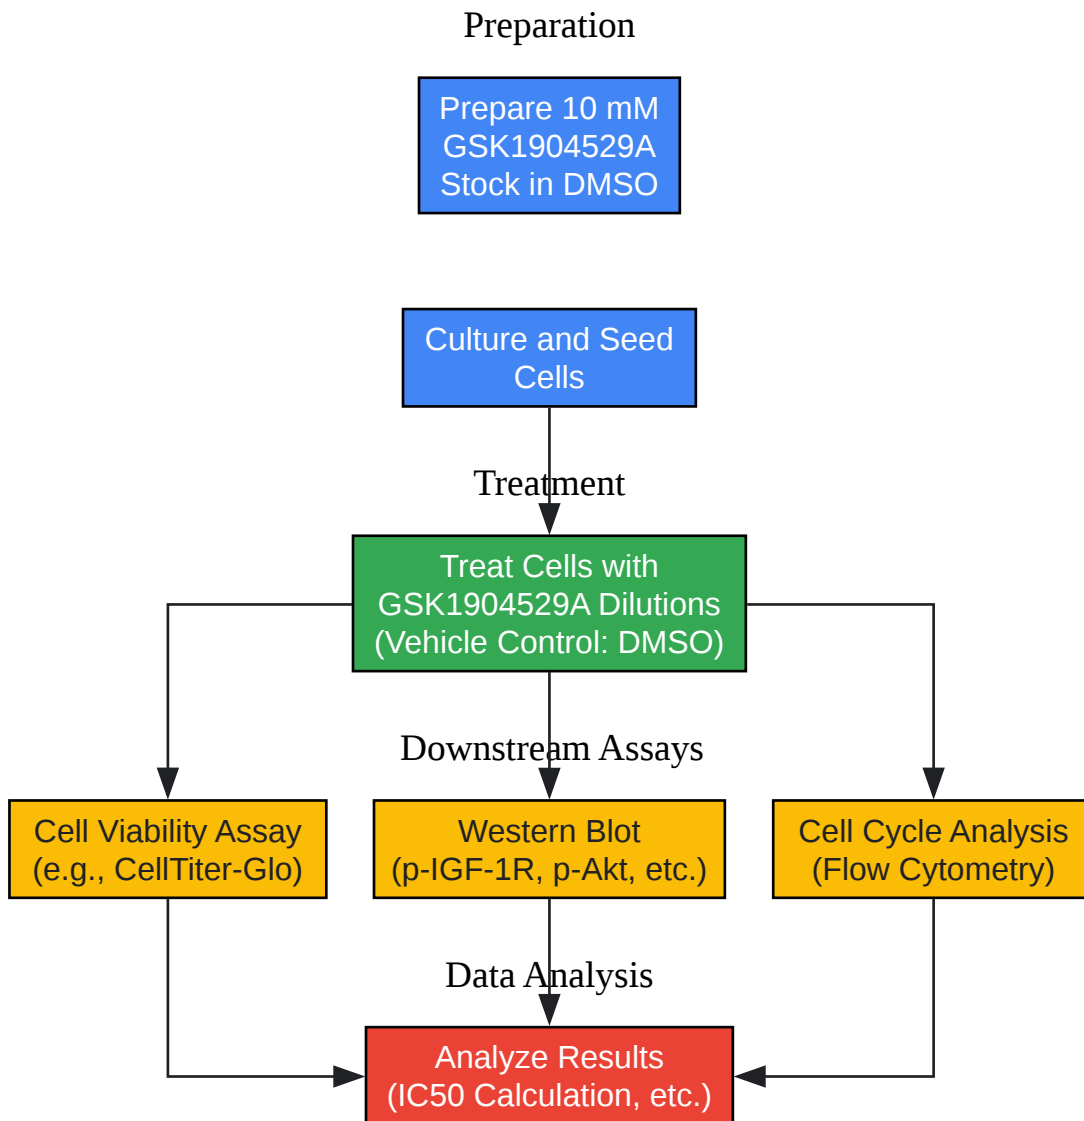 Preparation
Prepare 10 mM
GSK1904529A
Stock in DMSO
Culture and Seed
Cells
Treatment
Treat Cells with
GSK1904529A Dilutions
(Vehicle Control: DMSO)
Downstream Assays
Cell Viability Assay
(e.g., CellTiter-Glo)
Western Blot
(p-IGF-1R, p-Akt, etc.)
Cell Cycle Analysis
(Flow Cytometry)
Data Analysis
Analyze Results
(IC50 Calculation, etc.)